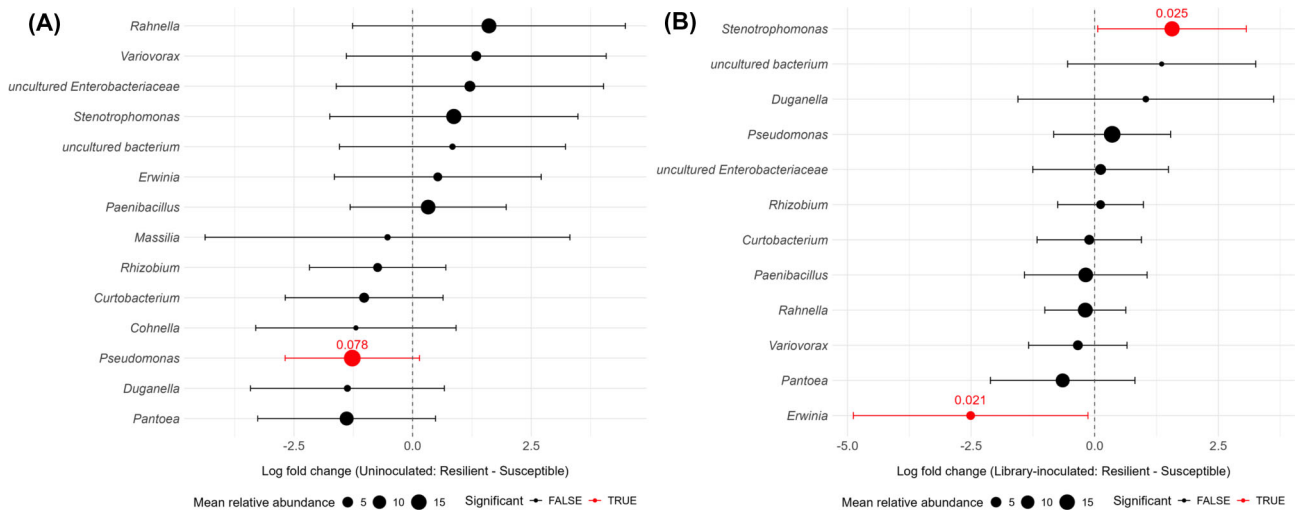 (A)
Rahnella
Variovorax
uncultured Enterobacteriaceae
Stenotrophomonas
uncultured bacterium
Erwinia
Paenibacillus
Massilia
Rhizobium
Curtobacterium
Cohnella
Pseudomonas
0.078
Duganella
Pantoea
-2.5 0.0 2.5
Log fold change (Uninoculated: Resilient - Susceptible)
Mean relative abundance 5 10 15 Significant FALSE TRUE
(B)
0.025
Stenotrophomonas
uncultured bacterium
Duganella
Pseudomonas
uncultured Enterobacteriaceae
Rhizobium
Curtobacterium
Paenibacillus
Rahnella
Variovorax
Pantoea
0.021
Erwinia
-5.0 -2.5 0.0 2.5
Log fold change (Library-inoculated: Resilient - Susceptible)
Mean relative abundance 5 10 15 Significant FALSE TRUE